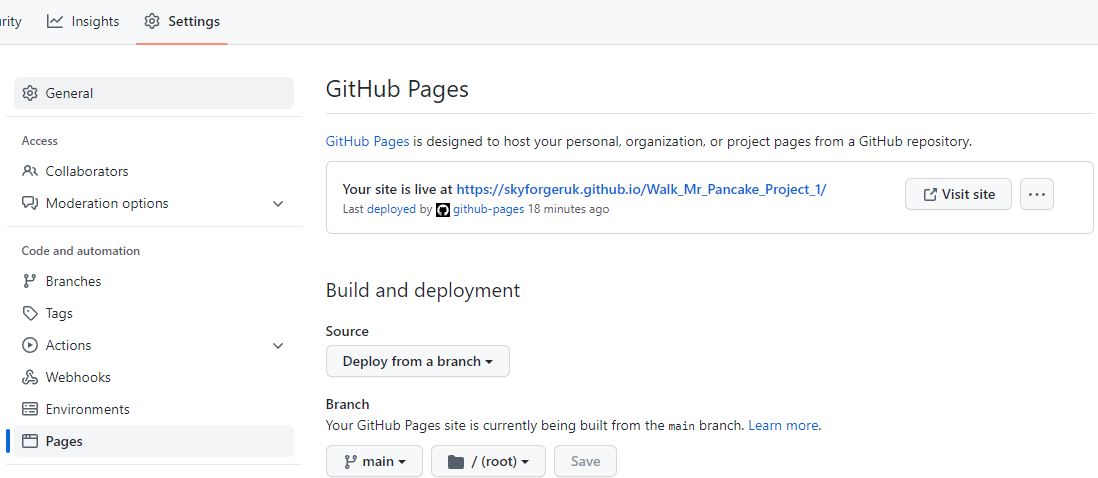 rity Insights Settings
General
Access
Collaborators
Moderation options
Code and automation
Branches
Tags
Actions
Webhooks
Environments
Pages
GitHub Pages
GitHub Pages is designed to host your personal, organization, or project pages from a GitHub repository.
Your site is live at https://skyforgeruk.github.io/Walk_Mr_Pancake_Project_1/
Last deployed by github-pages 18 minutes ago
Visit site
Build and deployment
Source
Deploy from a branch
Branch
Your GitHub Pages site is currently being built from the main branch. Learn more.
main / (root) Save